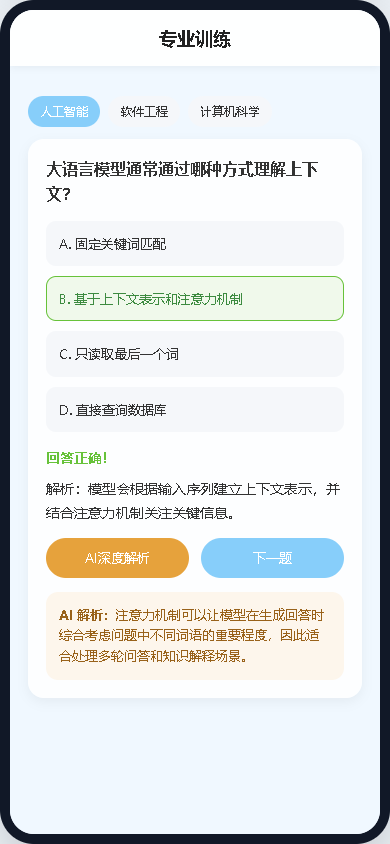 专业训练
人工智能 软件工程 计算机科学
大语言模型通常通过哪种方式理解上下
文？
A. 固定关键词匹配
B. 基于上下文表示和注意力机制
C. 只读取最后一个词
D. 直接查询数据库
回答正确！
解析：模型会根据输入序列建立上下文表示，并
结合注意力机制关注关键信息。
AI深度解析 下一题
AI 解析：注意力机制可以让模型在生成回答时
综合考虑问题中不同词语的重要程度，因此适
合处理多轮问答和知识解释场景。